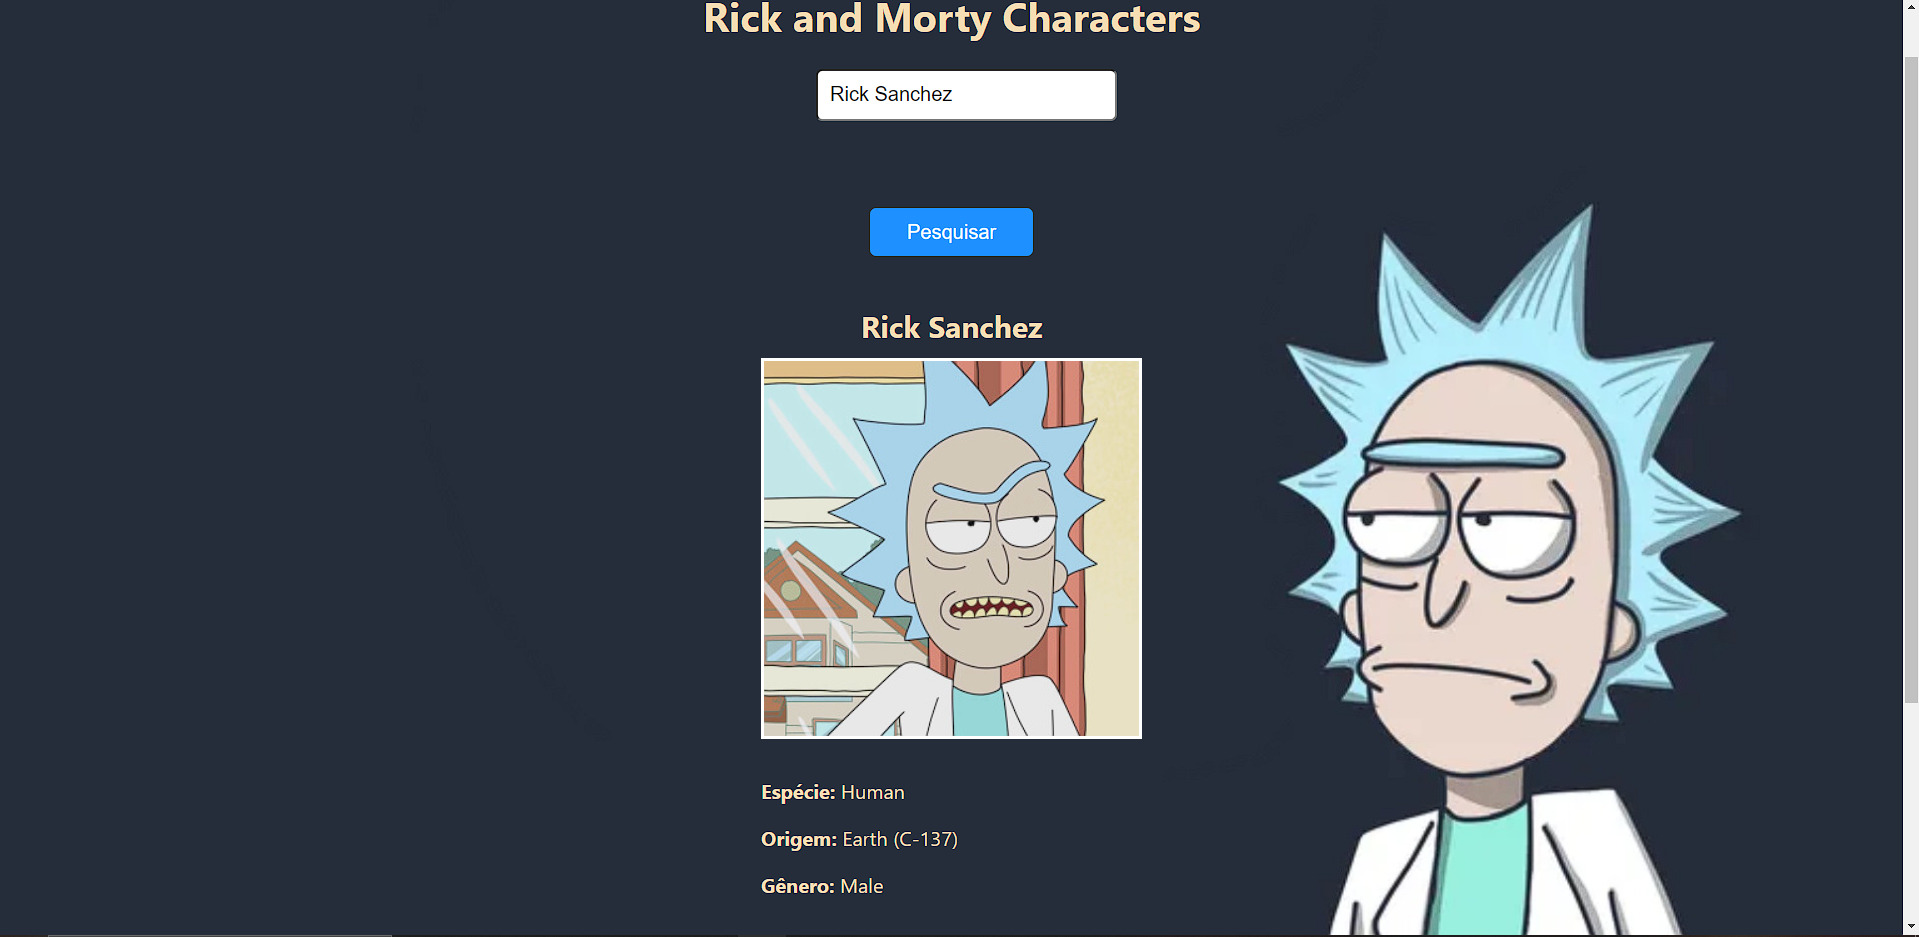 Rick and Morty Characters
Rick Sanchez
Pesquisar
Rick Sanchez
Espécie: Human
Origem: Earth (C-137)
Gênero: Male